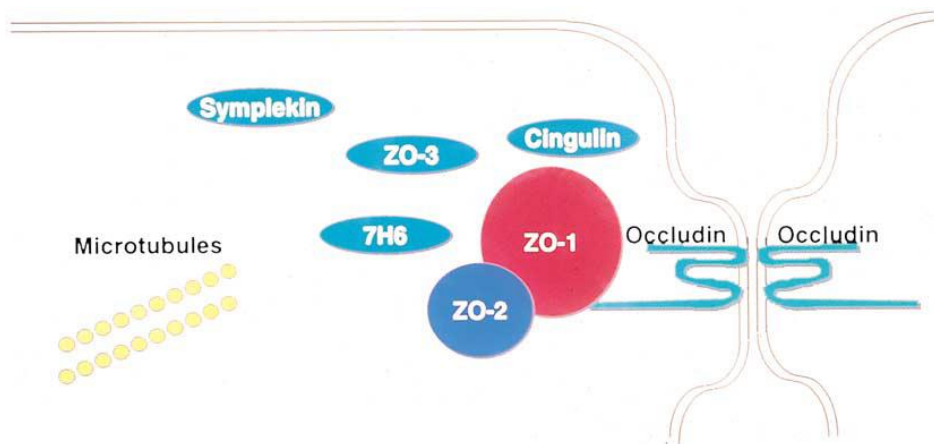 Symplekin
Cingulin
ZO-3
7H6
ZO-1
Occludin
Occludin
Microtubules
ZO-2